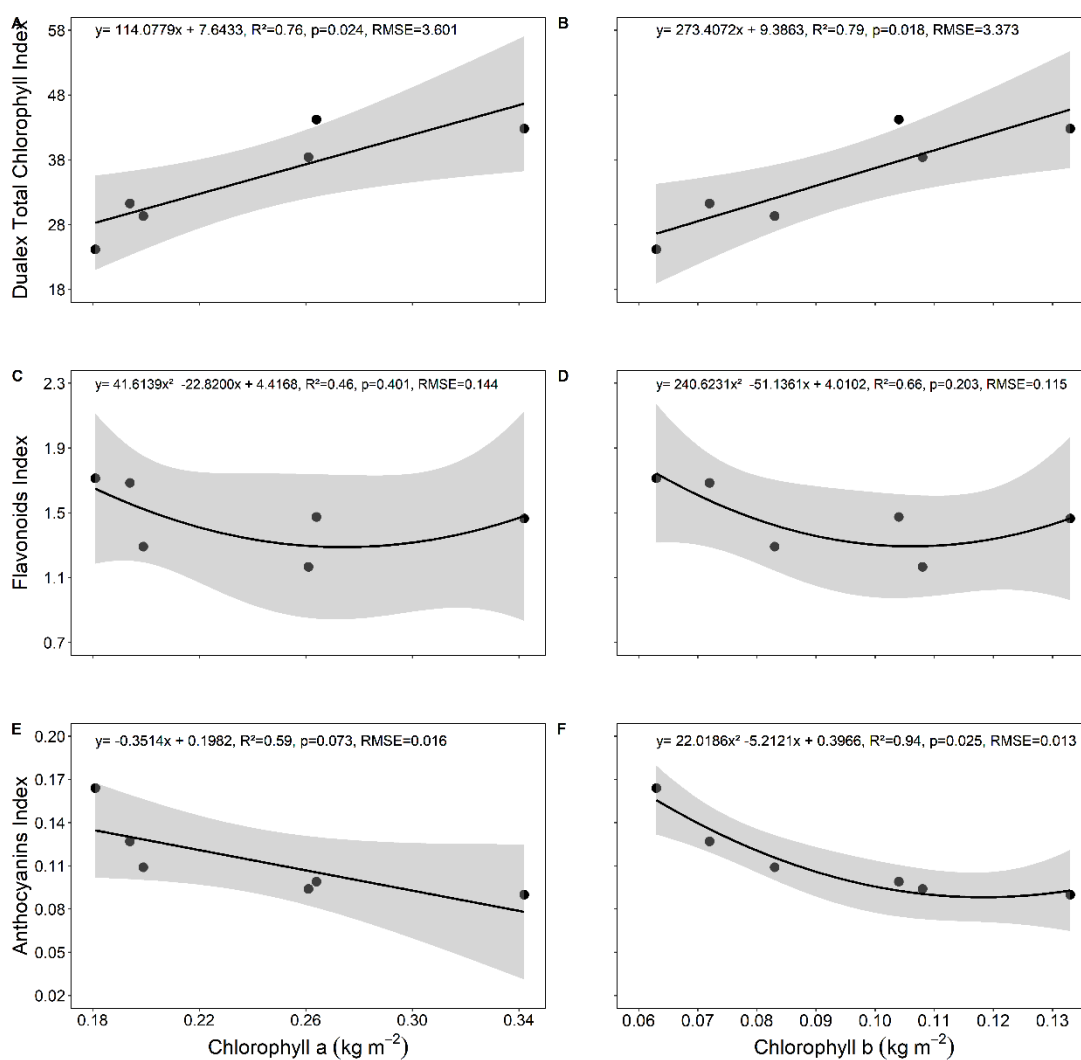 A
y= 114.0779x + 7.6433, R²=0.76, p=0.024, RMSE=3.601
58
48
38
28
18
Dualex Total Chlorophyll Index
B
y= 273.4072x + 9.3863, R²=0.79, p=0.018, RMSE=3.373
C
y= 41.6139x² -22.8200x + 4.4168, R²=0.46, p=0.401, RMSE=0.144
2.3
1.9
1.5
1.1
0.7
Flavonoids Index
D
y= 240.6231x² -51.1361x + 4.0102, R²=0.66, p=0.203, RMSE=0.115
E
y= -0.3514x + 0.1982, R²=0.59, p=0.073, RMSE=0.016
0.20
0.17
0.14
0.11
0.08
0.05
0.02
Anthocyanins Index
0.18 0.22 0.26 0.30 0.34
Chlorophyll a (kg m⁻²)
F
y= 22.0186x² -5.2121x + 0.3966, R²=0.94, p=0.025, RMSE=0.013
0.06 0.07 0.08 0.09 0.10 0.11 0.12 0.13
Chlorophyll b (kg m⁻²)